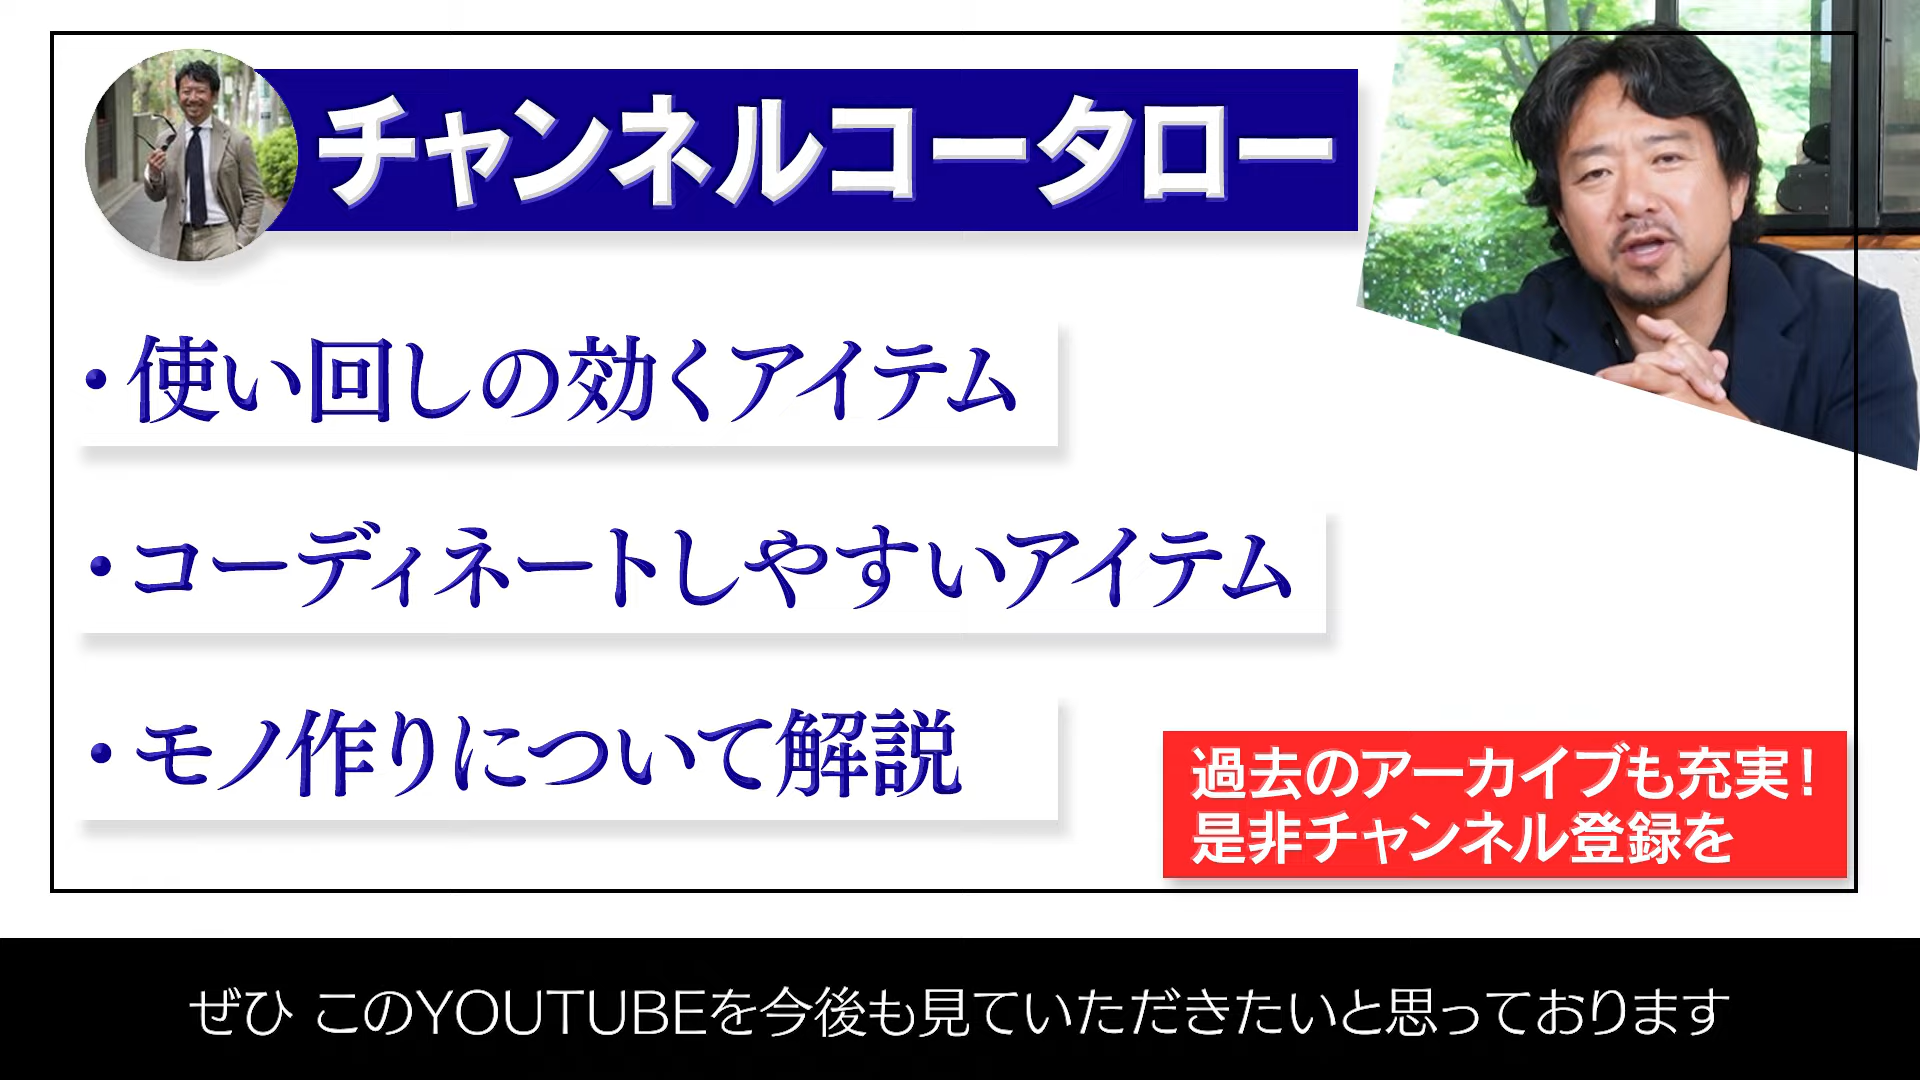 チャンネルコータロー
・使い回しの効くアイテム
・コーディネートしやすいアイテム
・モノ作りについて解説
過去のアーカイブも充実！
是非チャンネル登録を
ぜひ このYOUTUBEを今後も見ていただきたいと思っております